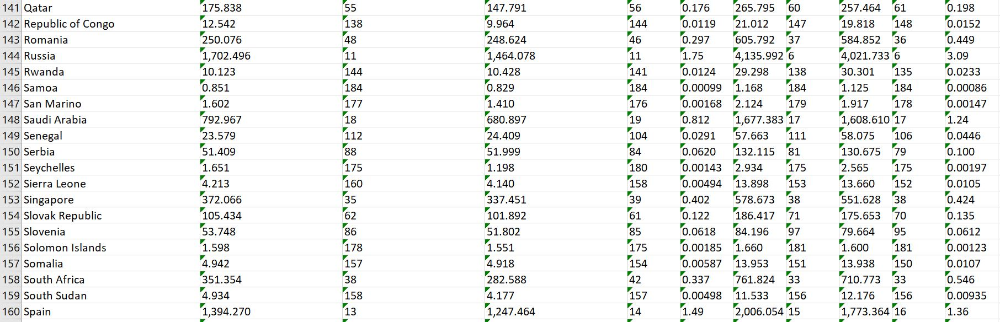 141 Qatar 175.838 55 147.791 56 0.176 265.795 60 257.464 61 0.198
142 Republic of Congo 12.542 138 9.964 144 0.0119 21.012 147 19.818 148 0.0152
143 Romania 250.076 48 248.624 46 0.297 605.792 37 584.852 36 0.449
144 Russia 1,702.496 11 1,464.078 11 1.75 4,135.992 6 4,021.733 6 3.09
145 Rwanda 10.123 144 10.428 141 0.0124 29.298 138 30.301 135 0.0233
146 Samoa 0.851 184 0.829 184 0.00099 1.168 184 1.125 184 0.00086
147 San Marino 1.602 177 1.410 176 0.00168 2.124 179 1.917 178 0.00147
148 Saudi Arabia 792.967 18 680.897 19 0.812 1,677.383 17 1,608.610 17 1.24
149 Senegal 23.579 112 24.409 104 0.0291 57.663 111 58.075 106 0.0446
150 Serbia 51.409 88 51.999 84 0.0620 132.115 81 130.675 79 0.100
151 Seychelles 1.651 175 1.198 180 0.00143 2.934 175 2.565 175 0.00197
152 Sierra Leone 4.213 160 4.140 158 0.00494 13.898 153 13.660 152 0.0105
153 Singapore 372.066 35 337.451 39 0.402 578.673 38 551.628 38 0.424
154 Slovak Republic 105.434 62 101.892 61 0.122 186.417 71 175.653 70 0.135
155 Slovenia 53.748 86 51.802 85 0.0618 84.196 97 79.664 95 0.0612
156 Solomon Islands 1.598 178 1.551 175 0.00185 1.660 181 1.600 181 0.00123
157 Somalia 4.942 157 4.918 154 0.00587 13.953 151 13.938 150 0.0107
158 South Africa 351.354 38 282.588 42 0.337 761.824 33 710.773 33 0.546
159 South Sudan 4.934 158 4.177 157 0.00498 11.533 156 12.176 156 0.00935
160 Spain 1,394.270 13 1,247.464 14 1.49 2,006.054 15 1,773.364 16 1.36